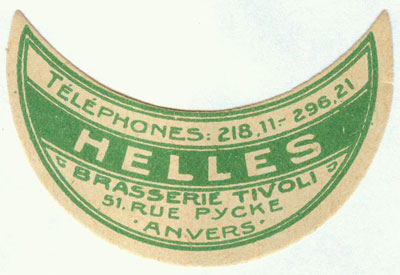 TÉLÉPHONES: 218,11.- 296,21
HELLES
BRASSERIE TIVOLI
51. RUE PYCKE
·ANVERS·